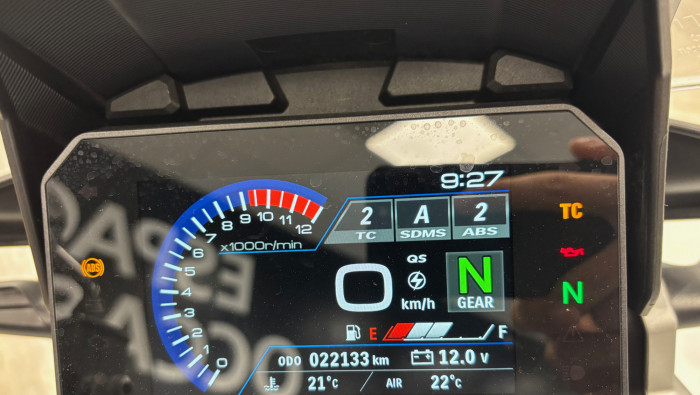 9:27
2 A 2
TC SDMS ABS
TC
0 1 2 3 4 5 6 7 8 9 10 11 12
x1000r/min
ABS
QS
0 km/h
N
GEAR
N
E F
ODO 022133 km 12.0 V
21°C / AIR 22°C